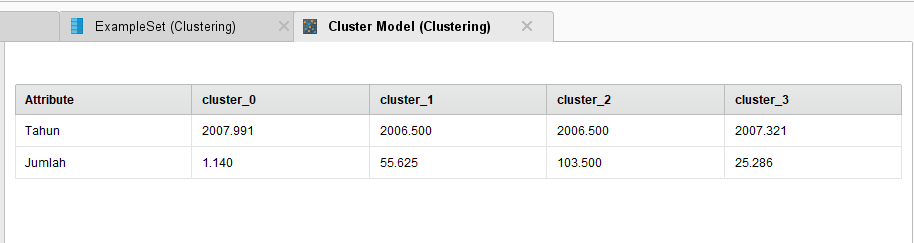 ExampleSet (Clustering) Cluster Model (Clustering)
Attribute cluster_0 cluster_1 cluster_2 cluster_3
Tahun 2007.991 2006.500 2006.500 2007.321
Jumlah 1.140 55.625 103.500 25.286